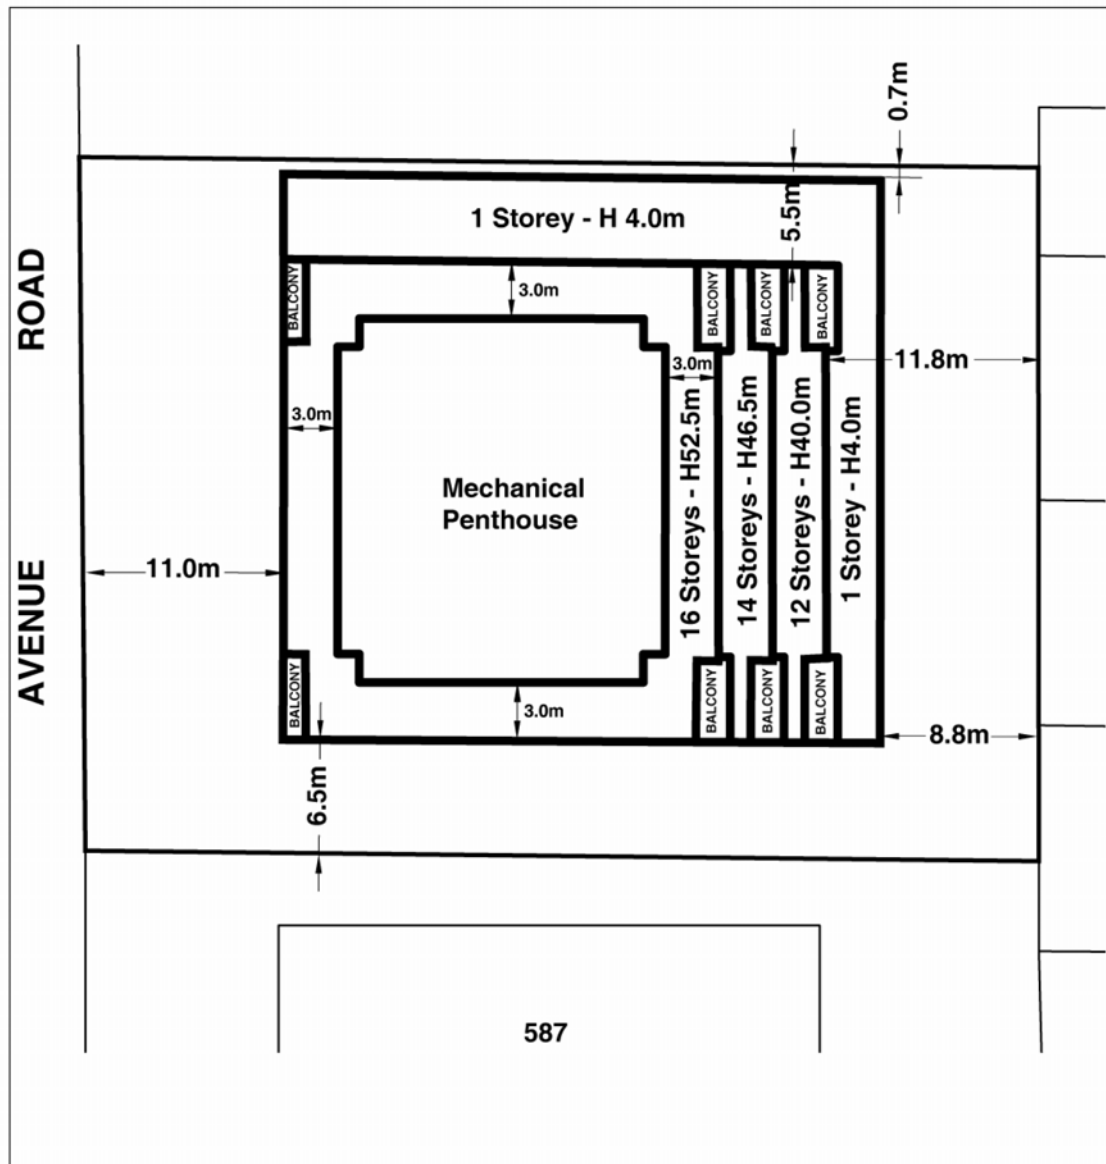 0.7m
5.5m
1 Storey - H 4.0m
AVENUE ROAD
BALCONY
3.0m
BALCONY
BALCONY
BALCONY
11.8m
3.0m
3.0m
Mechanical
Penthouse
16 Storeys - H52.5m
14 Storeys - H46.5m
12 Storeys - H40.0m
1 Storey - H4.0m
11.0m
BALCONY
3.0m
BALCONY
BALCONY
BALCONY
8.8m
6.5m
587